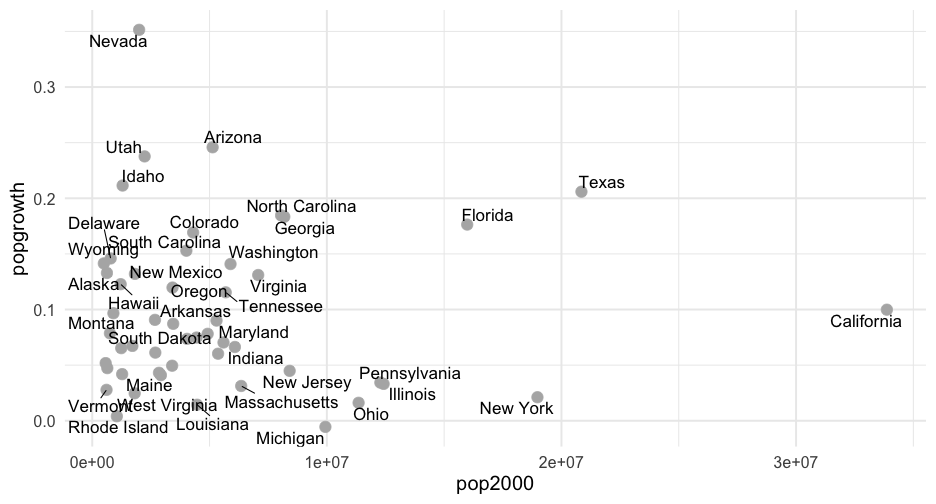 Nevada
0.3
Arizona
Utah
Idaho
Texas
0.2
North Carolina
Florida
Delaware
Colorado
Georgia
South Carolina
Wyoming
Washington
New Mexico
Alaska
Oregon
Virginia
Hawaii
Tennessee
0.1
Arkansas
Montana
California
Maryland
South Dakota
Indiana
Pennsylvania
Maine
New Jersey
Illinois
Massachusetts
Vermont
West Virginia
New York
Ohio
0.0
Rhode Island
Louisiana
Michigan
popgrowth
0e+00
1e+07
2e+07
3e+07
pop2000